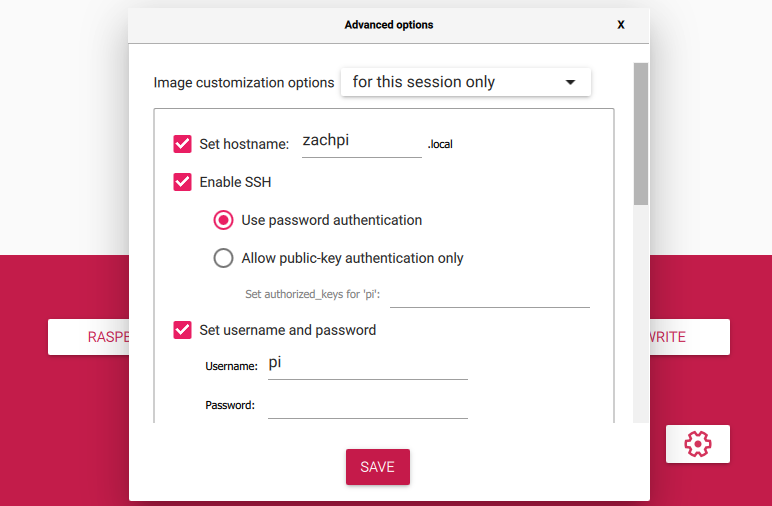 Advanced options X
Image customization options for this session only
Set hostname: zachpi .local
Enable SSH
Use password authentication
Allow public-key authentication only
Set authorized_keys for 'pi':
Set username and password
RASPBE
WRITE
Username: pi
Password:
SAVE